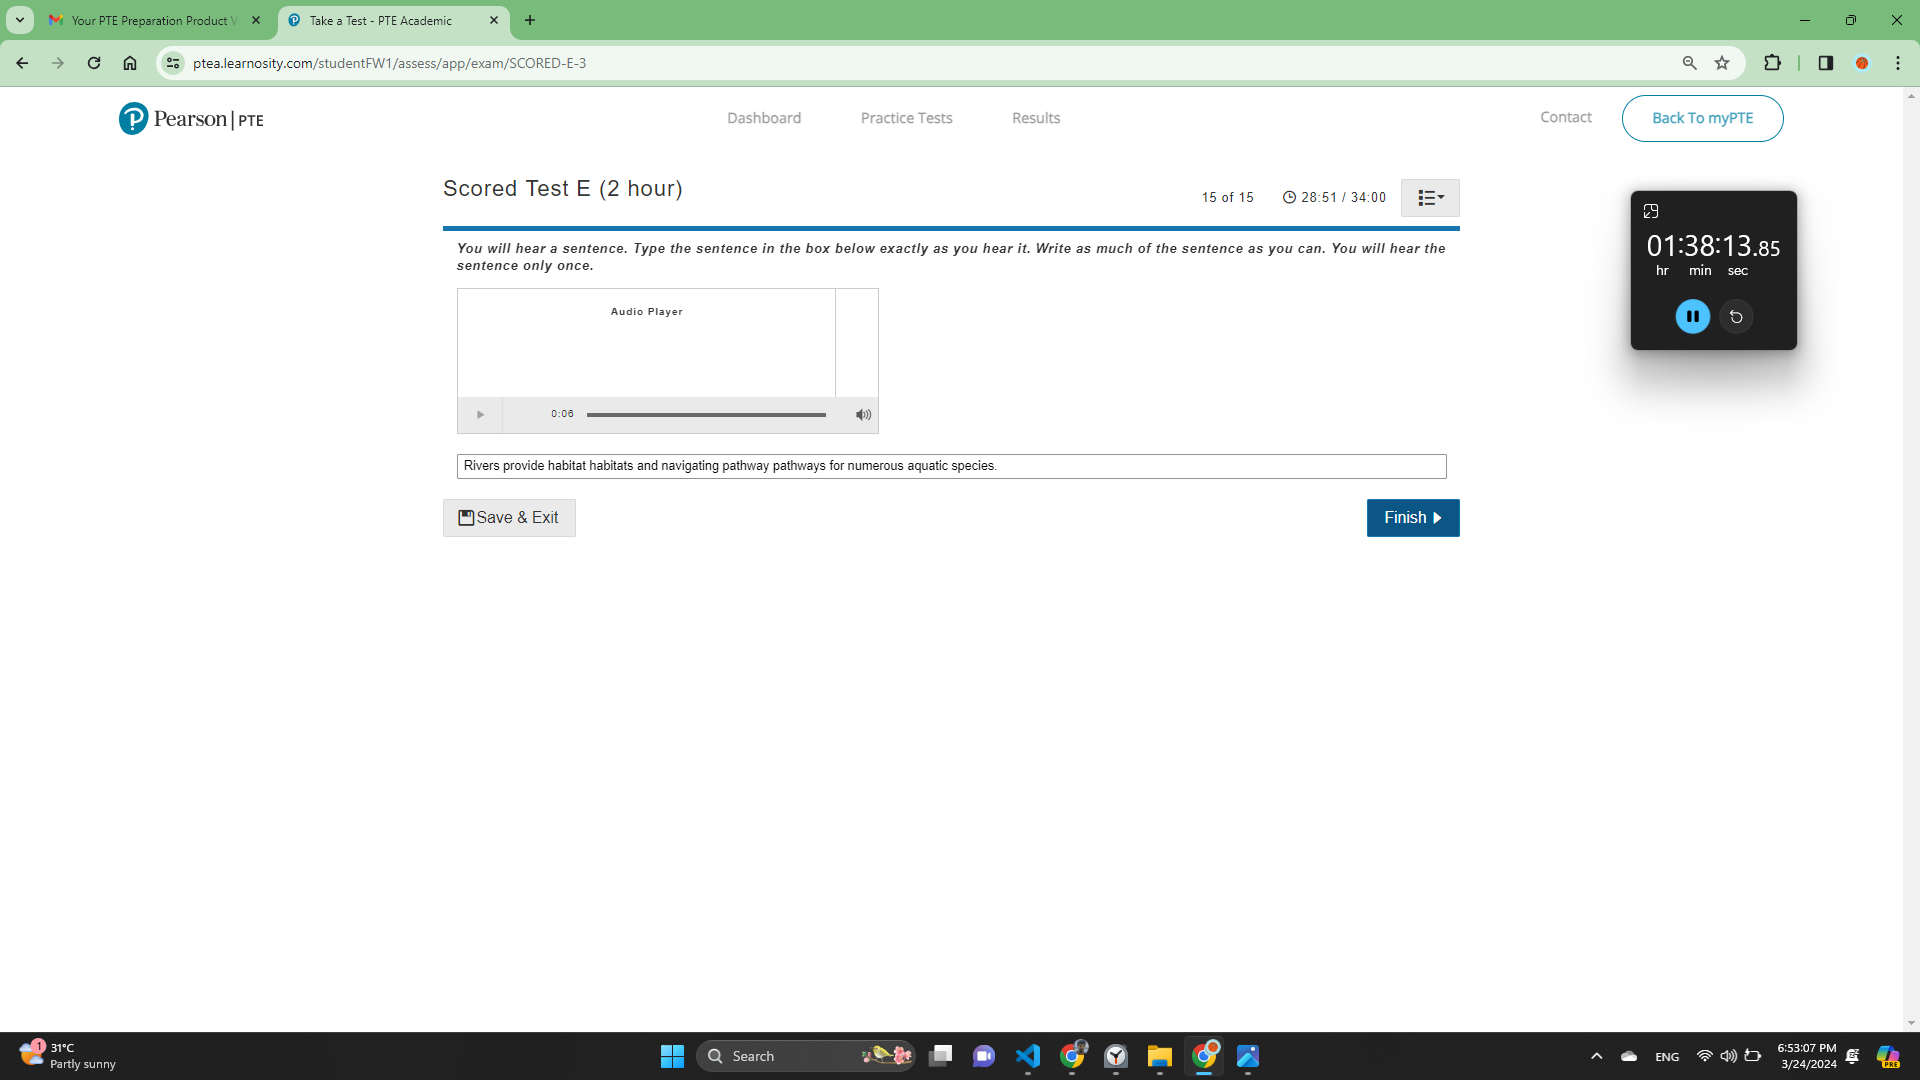 Your PTE Preparation Product V
Take a Test - PTE Academic
ptea.learnosity.com/studentFW1/assess/app/exam/SCORED-E-3
Pearson | PTE
Dashboard
Practice Tests
Results
Contact
Back To myPTE
Scored Test E (2 hour)
15 of 15
28:51 / 34:00
You will hear a sentence. Type the sentence in the box below exactly as you hear it. Write as much of the sentence as you can. You will hear the
sentence only once.
Audio Player
0:06
Rivers provide habitat habitats and navigating pathway pathways for numerous aquatic species.
Save & Exit
Finish
01:38:13.85
hr min sec
1
31°C
Partly sunny
Search
ENG
6:53:07 PM
3/24/2024
PRE